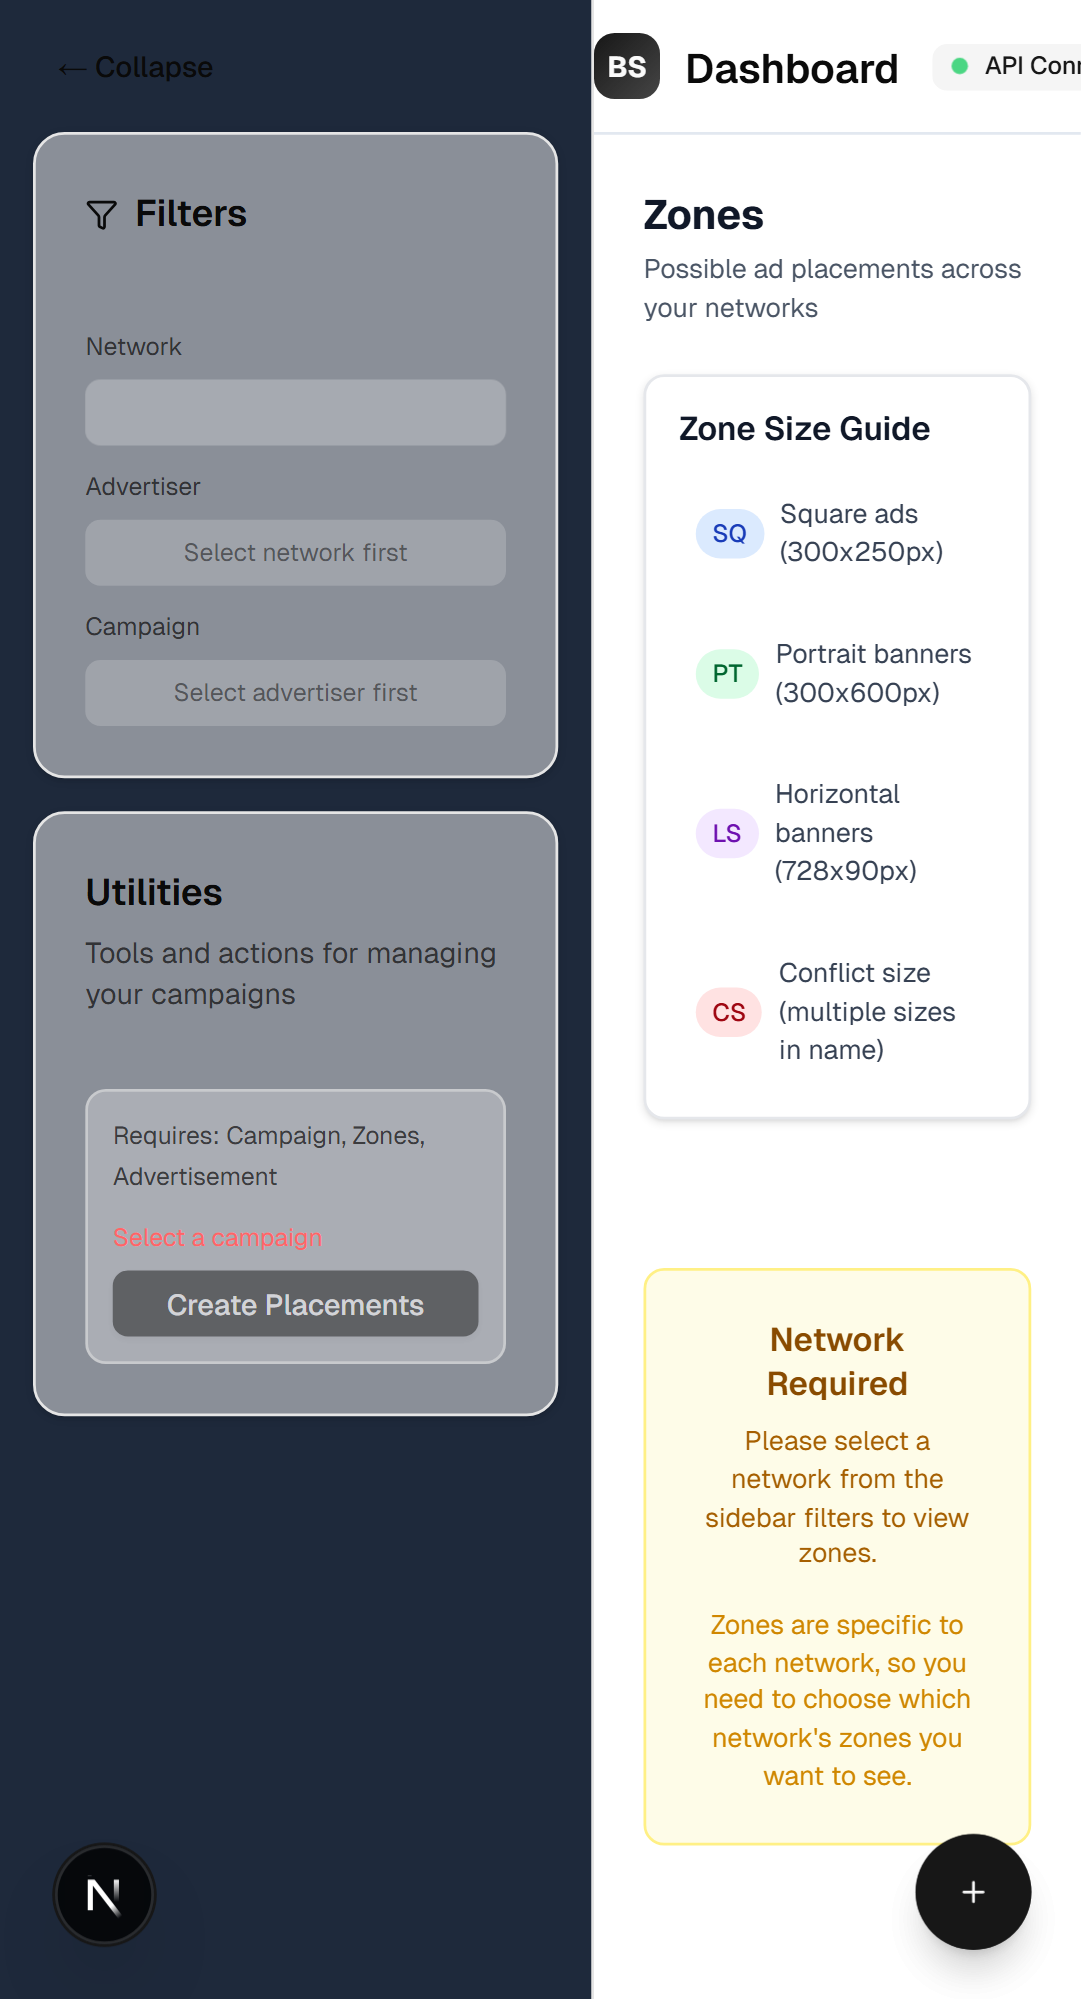 ← Collapse
Filters
Network
Advertiser
Select network first
Campaign
Select advertiser first
Utilities
Tools and actions for managing
your campaigns
Requires: Campaign, Zones,
Advertisement
Select a campaign
Create Placements
N
BS
Dashboard
API Conn
Zones
Possible ad placements across
your networks
Zone Size Guide
SQ
Square ads
(300x250px)
PT
Portrait banners
(300x600px)
LS
Horizontal
banners
(728x90px)
CS
Conflict size
(multiple sizes
in name)
Network
Required
Please select a
network from the
sidebar filters to view
zones.
Zones are specific to
each network, so you
need to choose which
network's zones you
want to see.
+